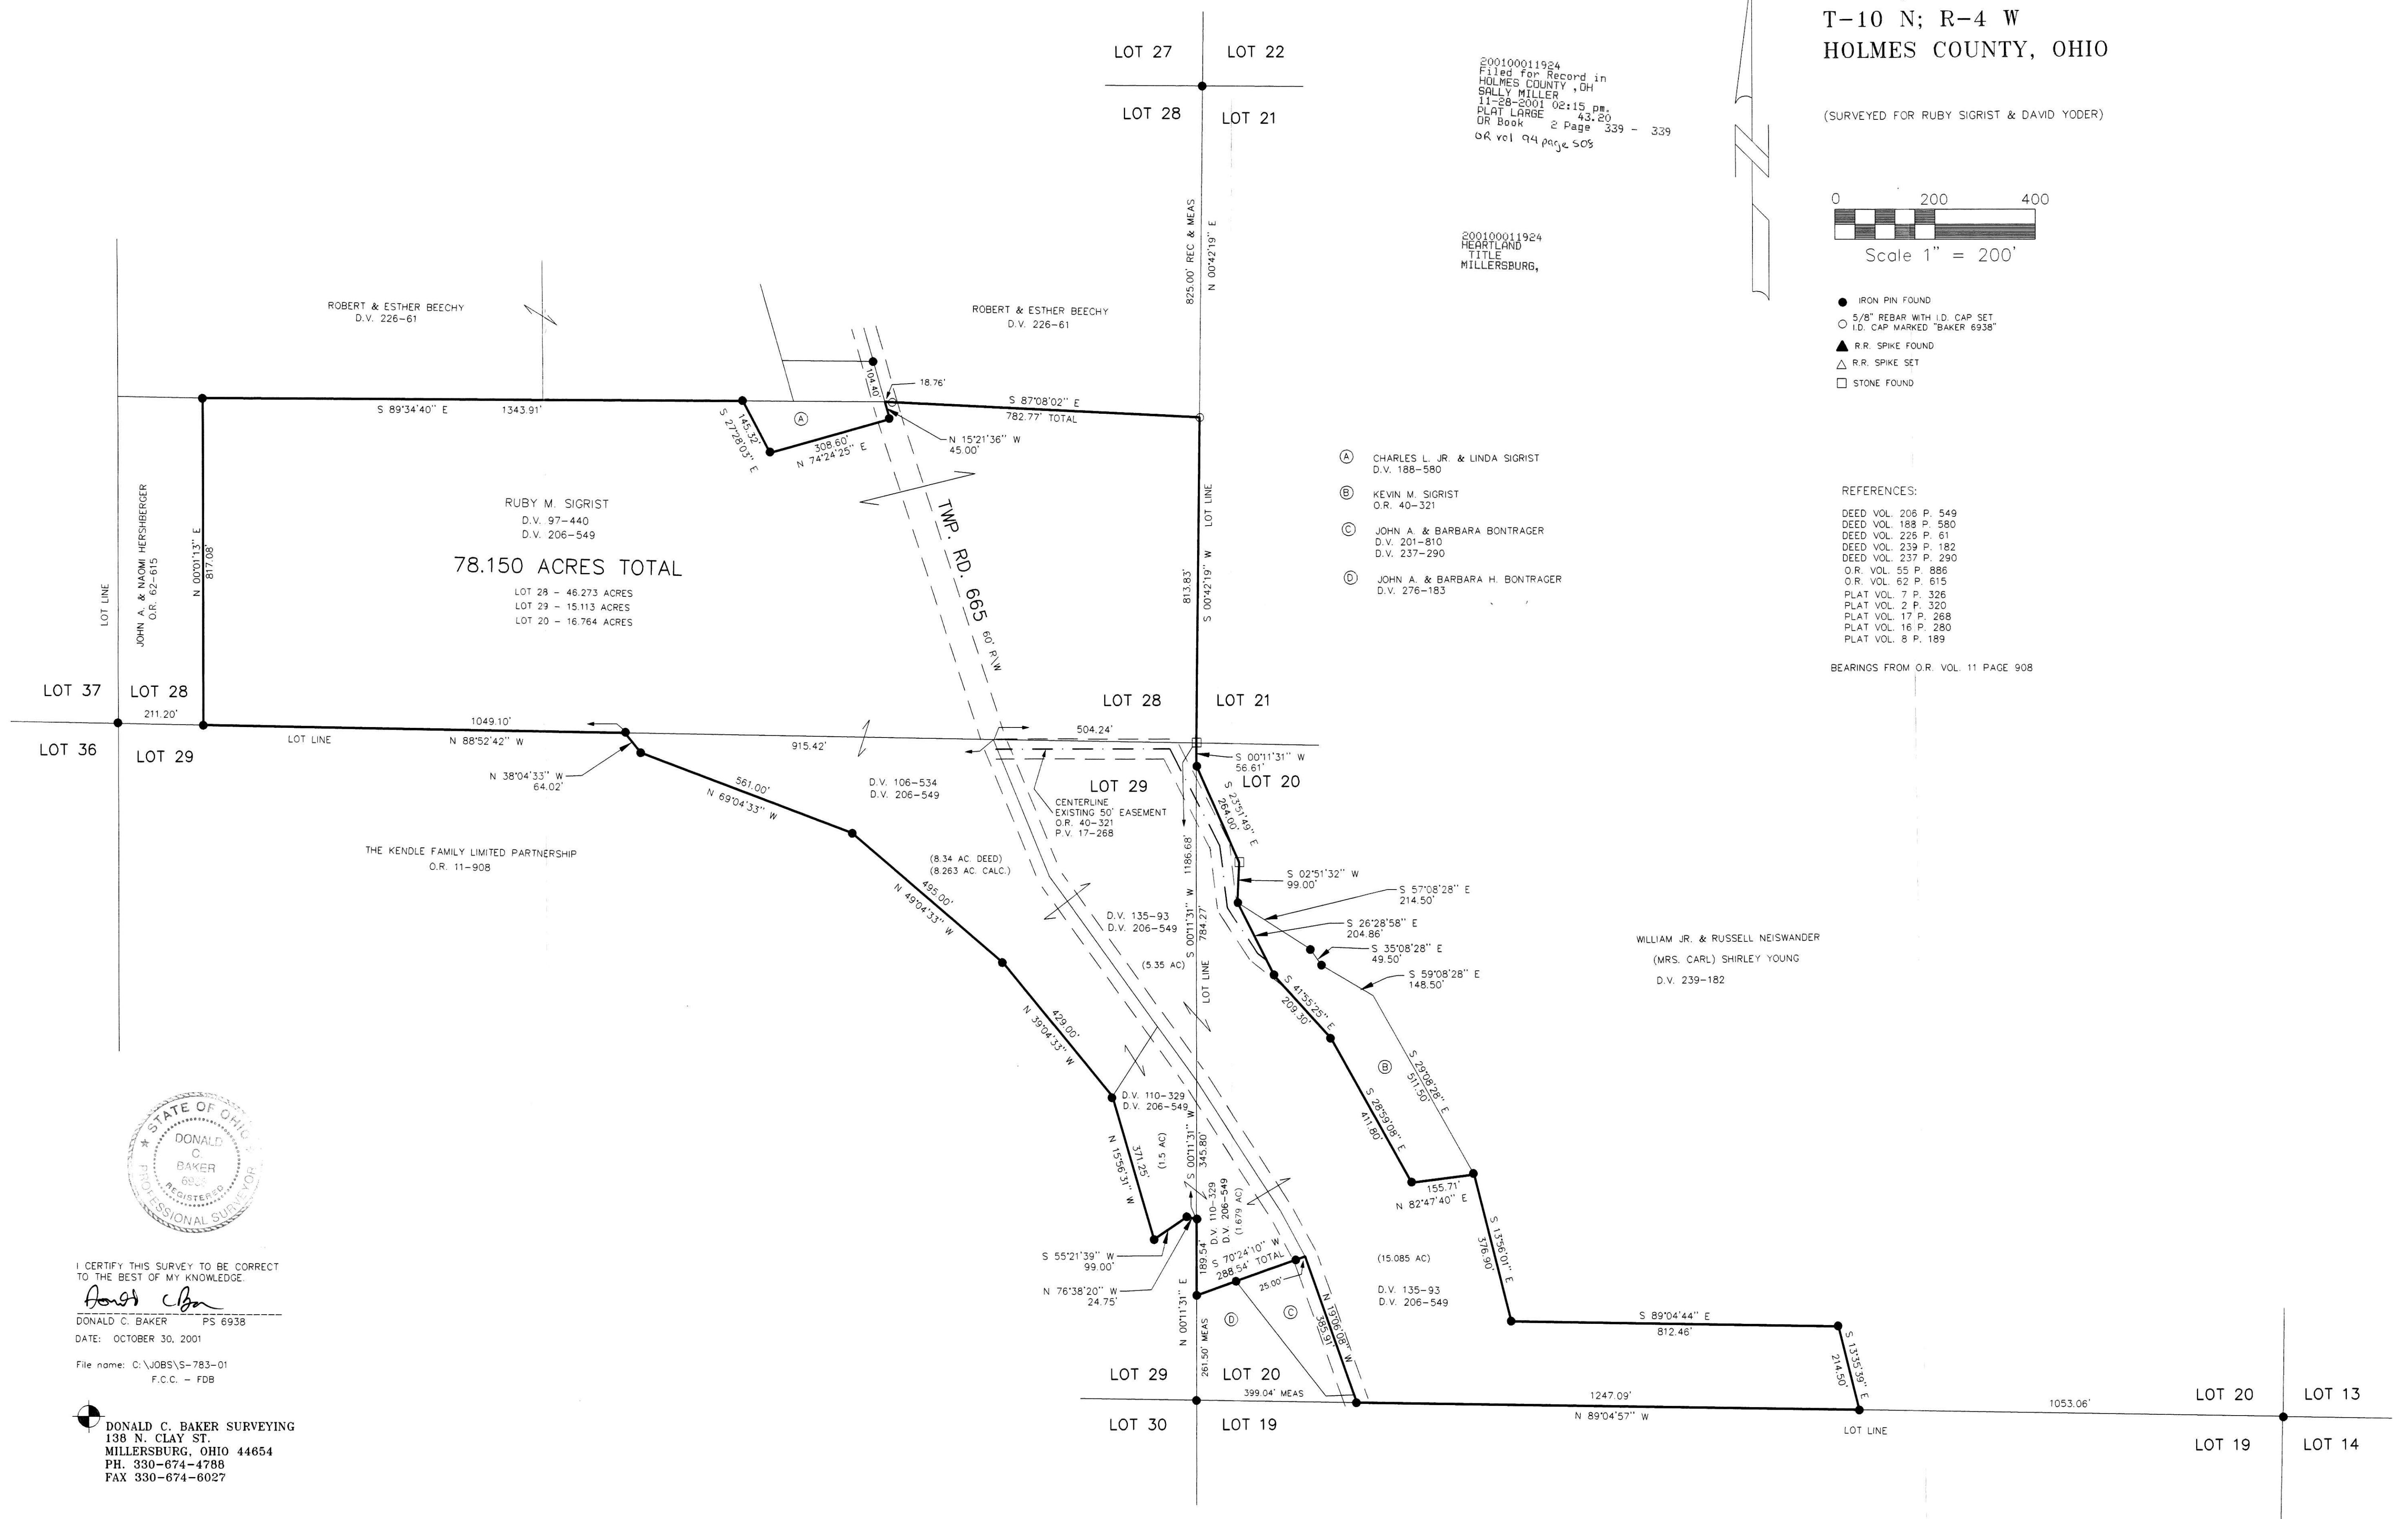 T-10 N; R-4 W
HOLMES COUNTY, OHIO
(SURVEYED FOR RUBY SIGRIST & DAVID YODER)
0 200 400
Scale 1" = 200'
IRON PIN FOUND
5/8" REBAR WITH I.D. CAP SET
I.D. CAP MARKED "BAKER 6938"
R.R. SPIKE FOUND
R.R. SPIKE SET
STONE FOUND
REFERENCES:
DEED VOL. 206 P. 549
DEED VOL. 188 P. 580
DEED VOL. 226 P. 61
DEED VOL. 239 P. 182
DEED VOL. 237 P. 290
O.R. VOL. 55 P. 886
O.R. VOL. 62 P. 615
PLAT VOL. 7 P. 326
PLAT VOL. 2 P. 320
PLAT VOL. 17 P. 268
PLAT VOL. 16 P. 280
PLAT VOL. 8 P. 189
BEARINGS FROM O.R. VOL. 11 PAGE 908
200100011924
Filed for Record in
HOLMES COUNTY , OH
SALLY MILLER
11-28-2001 02:15 pm.
PLAT LARGE 43.20
OR Book 2 Page 339 - 339
OR vol 94 page 508
200100011924
HEARTLAND
TITLE
MILLERSBURG,
LOT 27
LOT 22
LOT 28
LOT 21
825.00' REC & MEAS
N 00°42'19" E
ROBERT & ESTHER BEECHY
D.V. 226-61
ROBERT & ESTHER BEECHY
D.V. 226-61
104.40'
18.76'
S 89°34'40" E 1343.91'
S 87°08'02" E
782.77' TOTAL
145.32'
S 27°28'03" E
A
308.60'
N 74°24'25" E
N 15°21'36" W
45.00'
A CHARLES L. JR. & LINDA SIGRIST
D.V. 188-580
B KEVIN M. SIGRIST
O.R. 40-321
C JOHN A. & BARBARA BONTRAGER
D.V. 201-810
D.V. 237-290
D JOHN A. & BARBARA H. BONTRAGER
D.V. 276-183
LOT LINE
JOHN A. & NAOMI HERSHBERGER
O.R. 62-615
N 00°01'13" E
817.08'
RUBY M. SIGRIST
D.V. 97-440
D.V. 206-549
78.150 ACRES TOTAL
LOT 28 - 46.273 ACRES
LOT 29 - 15.113 ACRES
LOT 20 - 16.764 ACRES
TWP. RD. 665 60' R\W
813.83'
S 00°42'19" W LOT LINE
LOT 37
LOT 28
211.20'
LOT 36
LOT 29
1049.10'
LOT LINE
N 88°52'42" W
915.42'
504.24'
LOT 28
LOT 21
N 38°04'33" W
64.02'
561.00'
N 69°04'33" W
D.V. 106-534
D.V. 206-549
LOT 29
CENTERLINE
EXISTING 50' EASEMENT
O.R. 40-321
P.V. 17-268
S 00°11'31" W
56.61'
LOT 20
S 23°51'49" E
264.00'
THE KENDLE FAMILY LIMITED PARTNERSHIP
O.R. 11-908
(8.34 AC. DEED)
(8.263 AC. CALC.)
495.00'
N 49°04'33" W
D.V. 135-93
D.V. 206-549
(5.35 AC)
S 00°11'31" W 1186.68'
LOT LINE 784.27'
S 02°51'32" W
99.00'
S 57°08'28" E
214.50'
S 26°28'58" E
204.86'
S 35°08'28" E
49.50'
S 59°08'28" E
148.50'
WILLIAM JR. & RUSSELL NEISWANDER
(MRS. CARL) SHIRLEY YOUNG
D.V. 239-182
429.00'
N 39°04'33" W
S 41°55'25" E
209.30'
B
S 29°08'28" E
511.50'
S 28°59'08" E
411.80'
D.V. 110-329
D.V. 206-549
371.25'
N 15°56'31" W
(1.5 AC)
S 00°11'31" W
345.80'
D.V. 110-329
D.V. 206-549
(1.679 AC)
155.71'
N 82°47'40" E
S 55°21'39" W
99.00'
N 76°38'20" W
24.75'
189.54'
S 70°24'10" W
288.54' TOTAL
25.00'
S 13°56'01" E
376.90'
(15.085 AC)
D.V. 135-93
D.V. 206-549
N 00°11'31" E
261.50' MEAS
D
C
N 19°06'08" W
385.91'
S 89°04'44" E
812.46'
S 13°35'39" E
214.50'
LOT 29
LOT 20
399.04' MEAS
LOT 30
LOT 19
1247.09'
N 89°04'57" W
LOT LINE
1053.06'
LOT 20
LOT 13
LOT 19
LOT 14
STATE OF OHIO
DONALD
C.
BAKER
REGISTERED
PROFESSIONAL SURVEYOR
I CERTIFY THIS SURVEY TO BE CORRECT
TO THE BEST OF MY KNOWLEDGE.
DONALD C. BAKER PS 6938
DATE: OCTOBER 30, 2001
File name: C:\JOBS\S-783-01
F.C.C. - FDB
DONALD C. BAKER SURVEYING
138 N. CLAY ST.
MILLERSBURG, OHIO 44654
PH. 330-674-4788
FAX 330-674-6027